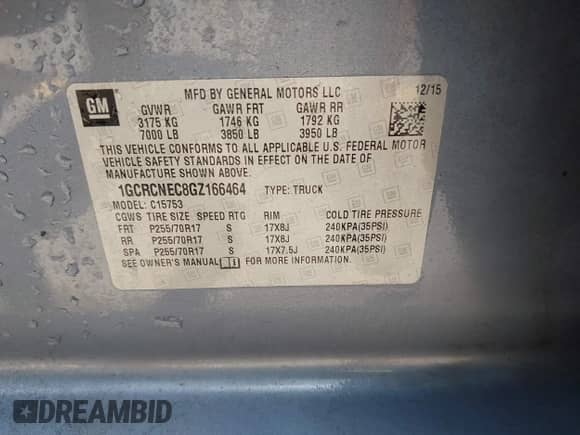 MFD BY GENERAL MOTORS LLC 12/15
GM
GVWR GAWR FRT GAWR RR
3175 KG 1746 KG 1792 KG
7000 LB 3850 LB 3950 LB
THIS VEHICLE CONFORMS TO ALL APPLICABLE U.S. FEDERAL MOTOR
VEHICLE SAFETY STANDARDS IN EFFECT ON THE DATE OF
MANUFACTURE SHOWN ABOVE.
1GCRCNEC8GZ166464 TYPE: TRUCK
MODEL: C15753
CGWS TIRE SIZE SPEED RTG RIM COLD TIRE PRESSURE
FRT P255/70R17 S 17X8J 240KPA(35PSI)
RR P255/70R17 S 17X8J 240KPA(35PSI)
SPA P255/70R17 S 17X7.5J 240KPA(35PSI)
SEE OWNER'S MANUAL FOR MORE INFORMATION.
DREAMBID